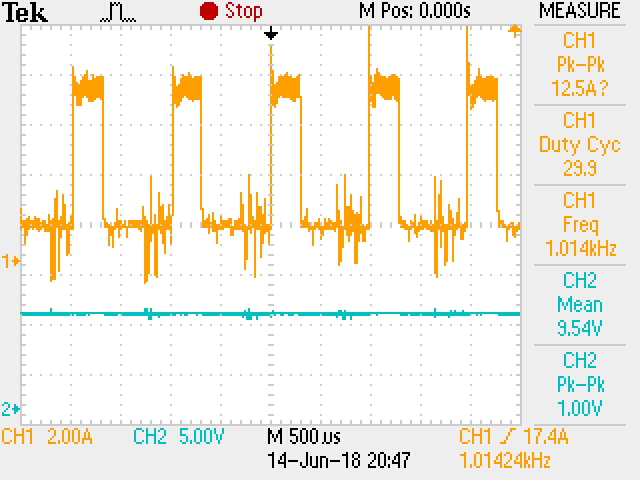 Tek Stop M Pos: 0.000s MEASURE
CH1
Pk-Pk
12.5A?
CH1
Duty Cyc
29.9
CH1
Freq
1.014kHz
CH2
Mean
9.54V
CH2
Pk-Pk
1.00V
1
2
CH1 2.00A CH2 5.00V M 500µs CH1 17.4A
14-Jun-18 20:47 1.01424kHz